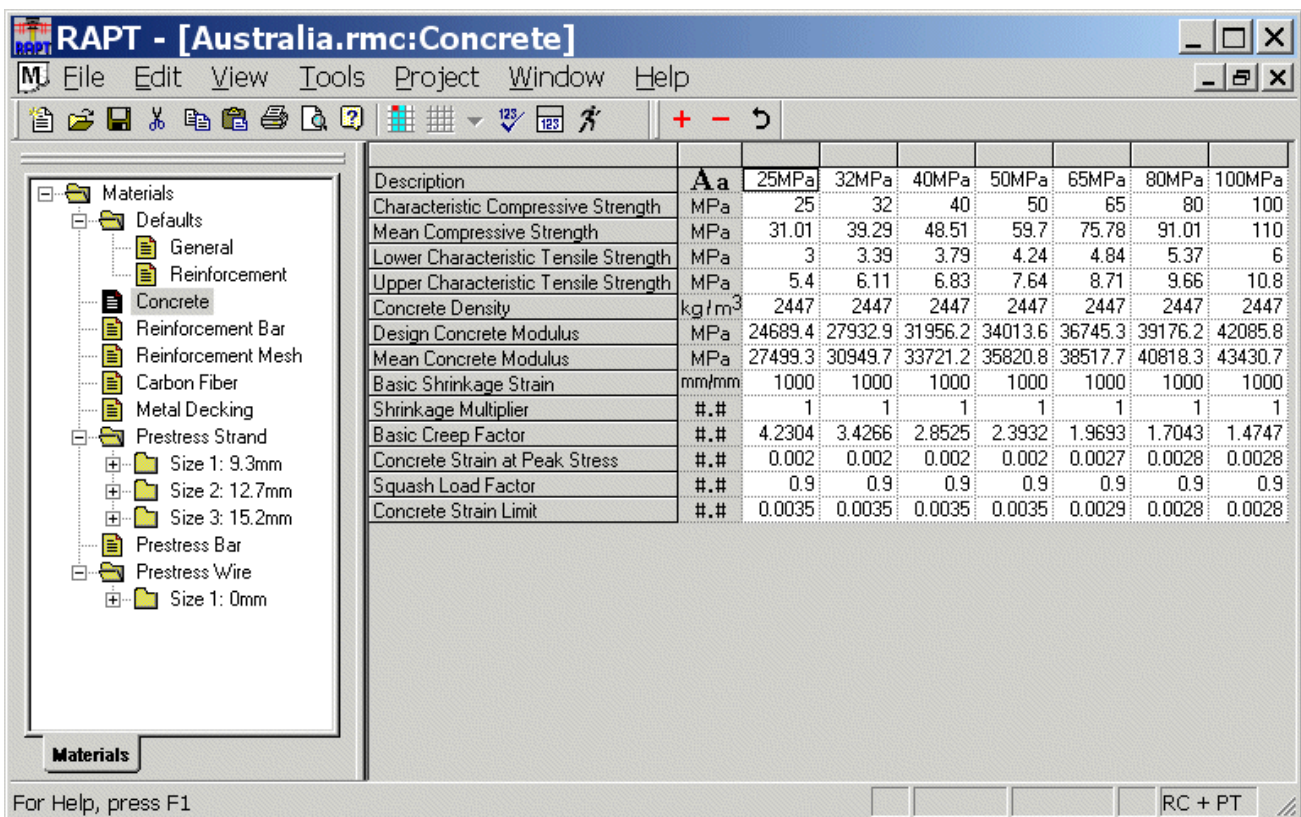 RAPT RAPT - [Australia.rmc:Concrete]
M File Edit View Tools Project Window Help
123 123
Materials
Defaults
General
Reinforcement
Concrete
Reinforcement Bar
Reinforcement Mesh
Carbon Fiber
Metal Decking
Prestress Strand
Size 1: 9.3mm
Size 2: 12.7mm
Size 3: 15.2mm
Prestress Bar
Prestress Wire
Size 1: 0mm
Materials
Description Aa 25MPa 32MPa 40MPa 50MPa 65MPa 80MPa 100MPa
Characteristic Compressive Strength MPa 25 32 40 50 65 80 100
Mean Compressive Strength MPa 31.01 39.29 48.51 59.7 75.78 91.01 110
Lower Characteristic Tensile Strength MPa 3 3.39 3.79 4.24 4.84 5.37 6
Upper Characteristic Tensile Strength MPa 5.4 6.11 6.83 7.64 8.71 9.66 10.8
Concrete Density kg/m³ 2447 2447 2447 2447 2447 2447 2447
Design Concrete Modulus MPa 24689.4 27932.9 31956.2 34013.6 36745.3 39176.2 42085.8
Mean Concrete Modulus MPa 27499.3 30949.7 33721.2 35820.8 38517.7 40818.3 43430.7
Basic Shrinkage Strain mm/mm 1000 1000 1000 1000 1000 1000 1000
Shrinkage Multiplier #.# 1 1 1 1 1 1 1
Basic Creep Factor #.# 4.2304 3.4266 2.8525 2.3932 1.9693 1.7043 1.4747
Concrete Strain at Peak Stress #.# 0.002 0.002 0.002 0.002 0.0027 0.0028 0.0028
Squash Load Factor #.# 0.9 0.9 0.9 0.9 0.9 0.9 0.9
Concrete Strain Limit #.# 0.0035 0.0035 0.0035 0.0035 0.0029 0.0028 0.0028
For Help, press F1 RC + PT